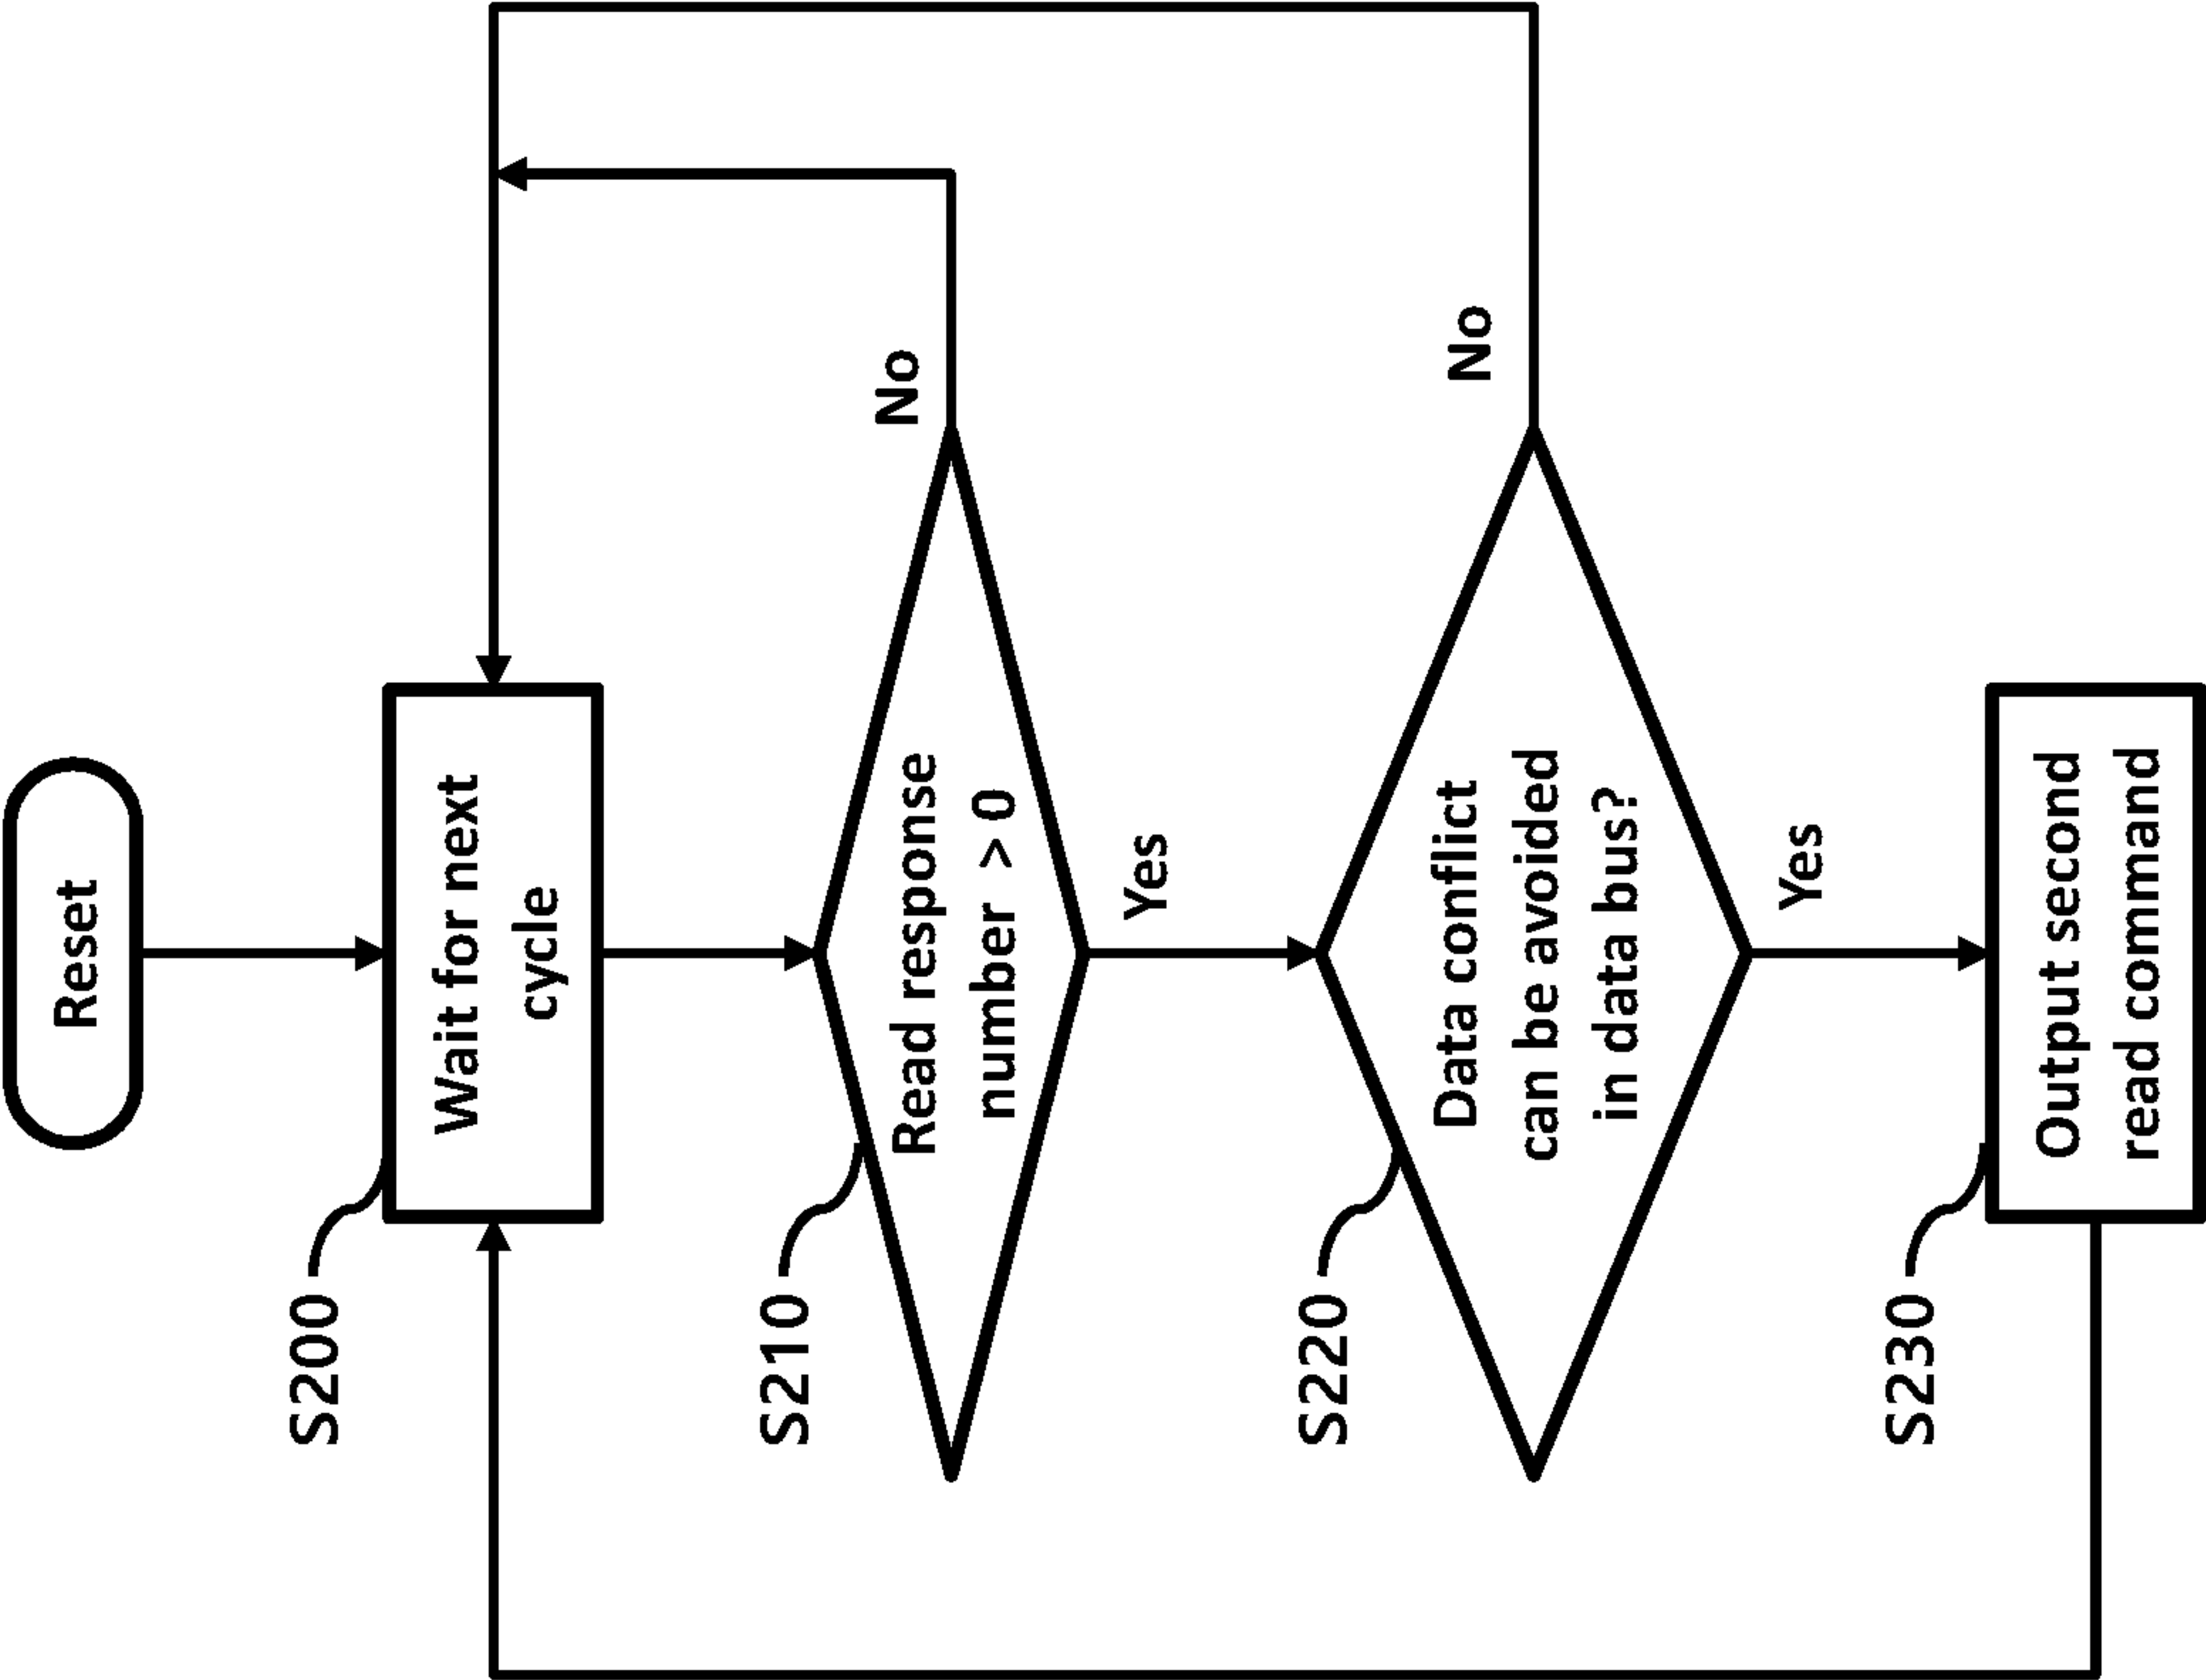 Reset
S200
Wait for next
cycle
S210
Read response
number > 0
No
Yes
S220
Data conflict
can be avoided
in data bus?
No
Yes
S230
Output second
read command